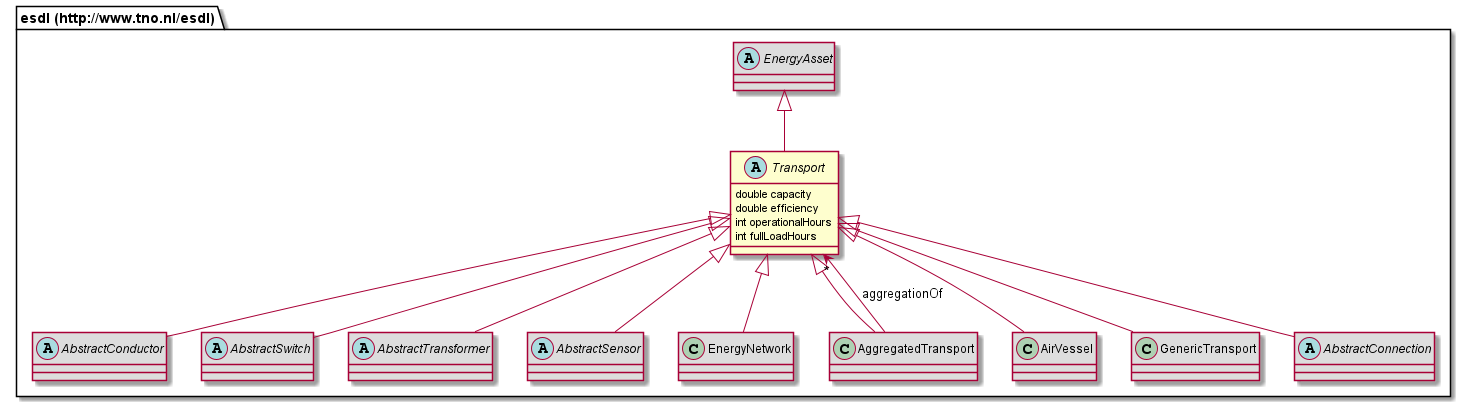 esdl (http://www.tno.nl/esdl)
A EnergyAsset
A Transport
double capacity
double efficiency
int operationalHours
int fullLoadHours
*
aggregationOf
A AbstractConductor
A AbstractSwitch
A AbstractTransformer
A AbstractSensor
C EnergyNetwork
C AggregatedTransport
C AirVessel
C GenericTransport
A AbstractConnection